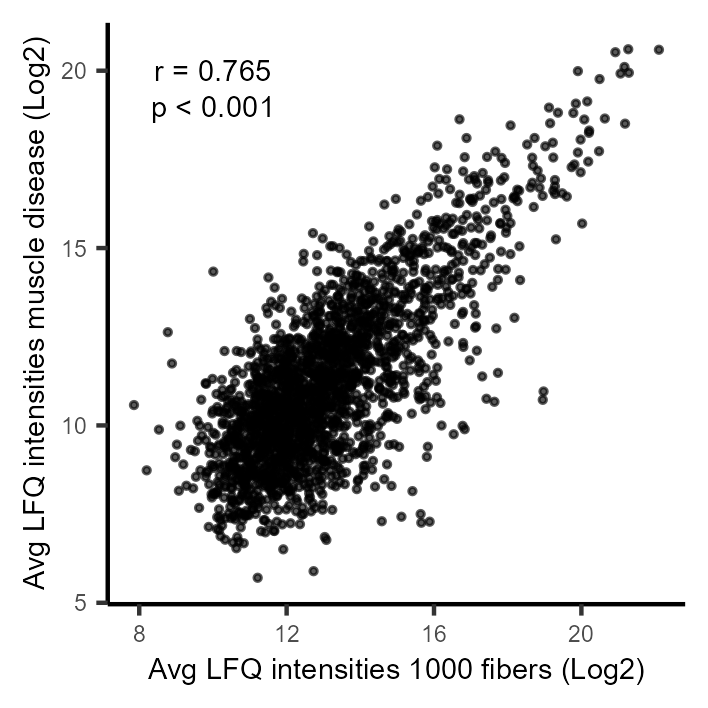 r = 0.765
p < 0.001
20
15
10
5
Avg LFQ intensities muscle disease (Log2)
8 12 16 20
Avg LFQ intensities 1000 fibers (Log2)